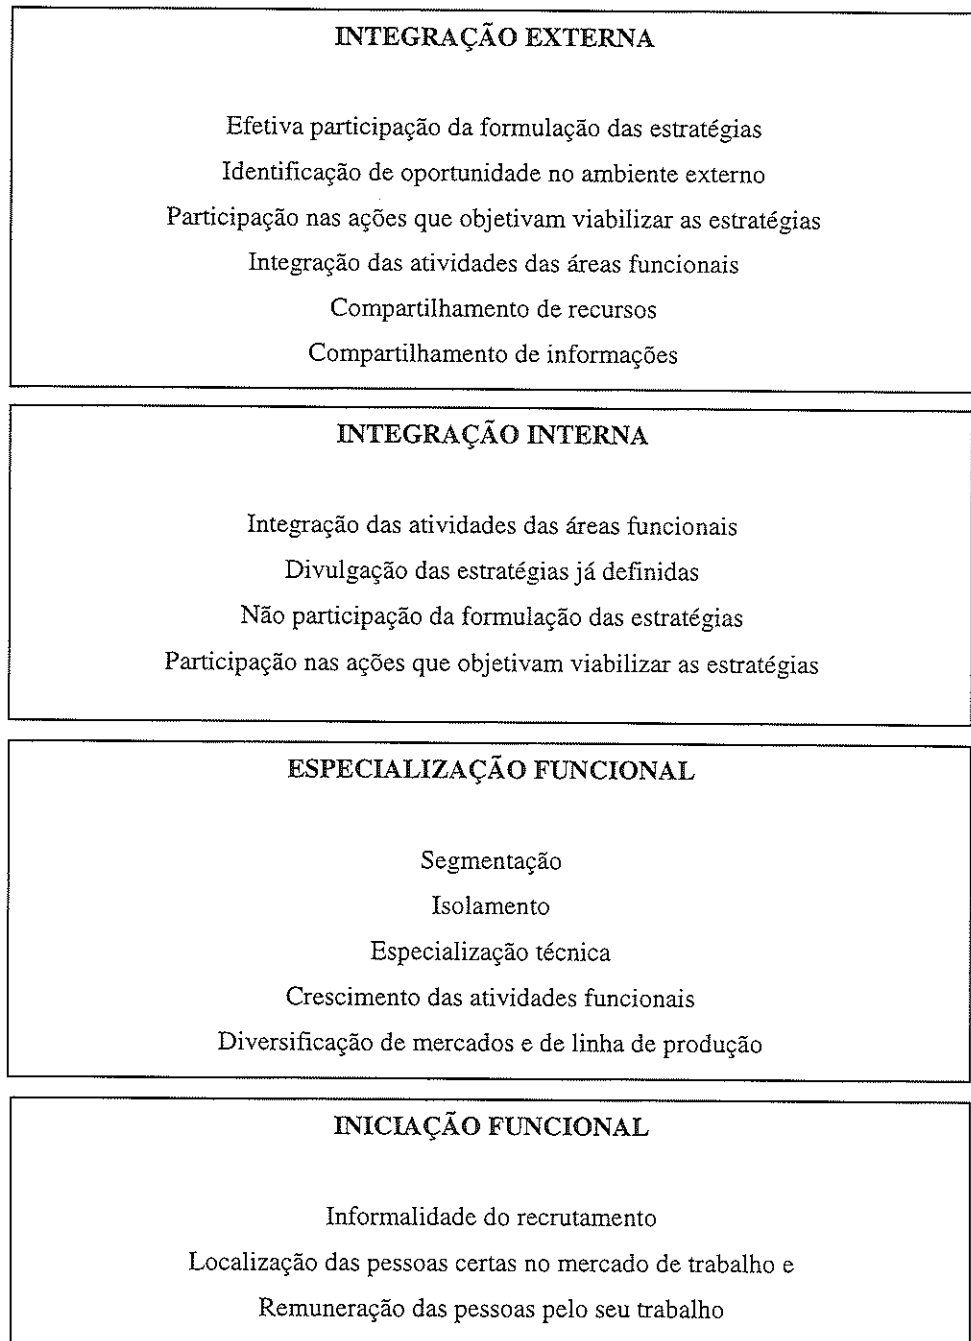 INTEGRAÇÃO EXTERNA
Efetiva participação da formulação das estratégias
Identificação de oportunidade no ambiente externo
Participação nas ações que objetivam viabilizar as estratégias
Integração das atividades das áreas funcionais
Compartilhamento de recursos
Compartilhamento de informações
INTEGRAÇÃO INTERNA
Integração das atividades das áreas funcionais
Divulgação das estratégias já definidas
Não participação da formulação das estratégias
Participação nas ações que objetivam viabilizar as estratégias
ESPECIALIZAÇÃO FUNCIONAL
Segmentação
Isolamento
Especialização técnica
Crescimento das atividades funcionais
Diversificação de mercados e de linha de produção
INICIAÇÃO FUNCIONAL
Informalidade do recrutamento
Localização das pessoas certas no mercado de trabalho e
Remuneração das pessoas pelo seu trabalho